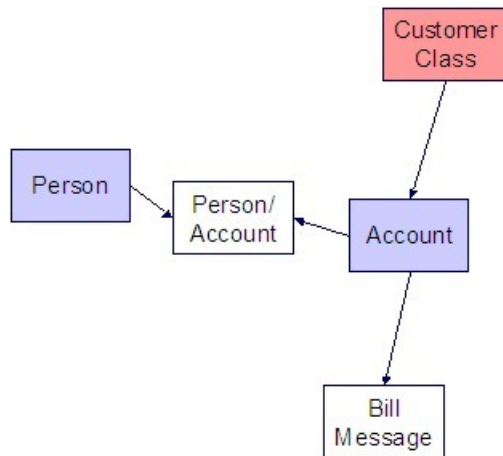 Customer
Class
Person
Person/
Account
Account
Bill
Message